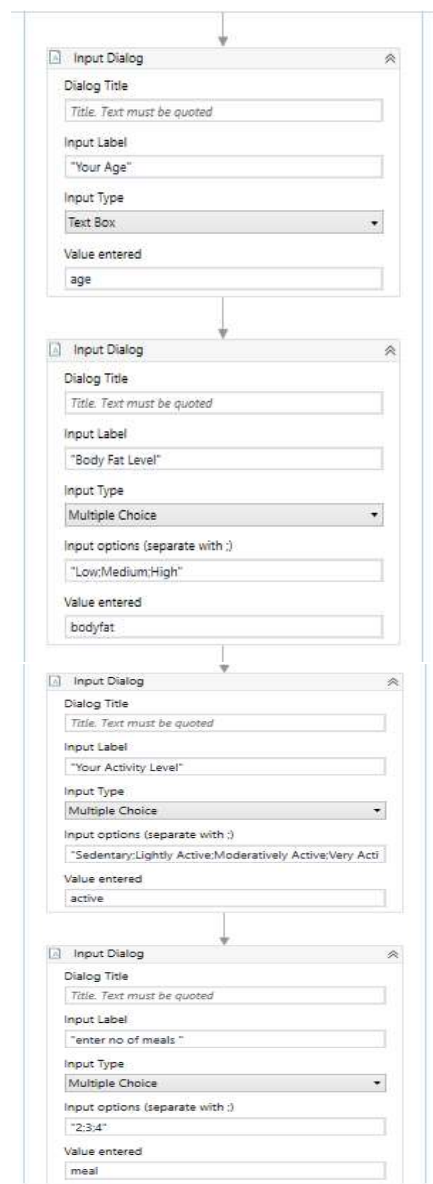 Input Dialog
Dialog Title
Title. Text must be quoted
Input Label
"Your Age"
Input Type
Text Box
Value entered
age
Input Dialog
Dialog Title
Title. Text must be quoted
Input Label
"Body Fat Level"
Input Type
Multiple Choice
Input options (separate with ;)
"Low;Medium;High"
Value entered
bodyfat
Input Dialog
Dialog Title
Title. Text must be quoted
Input Label
"Your Activity Level"
Input Type
Multiple Choice
Input options (separate with ;)
"Sedentary;Lightly Active;Moderatively Active;Very Acti
Value entered
active
Input Dialog
Dialog Title
Title. Text must be quoted
Input Label
"enter no of meals "
Input Type
Multiple Choice
Input options (separate with ;)
"2;3;4"
Value entered
meal